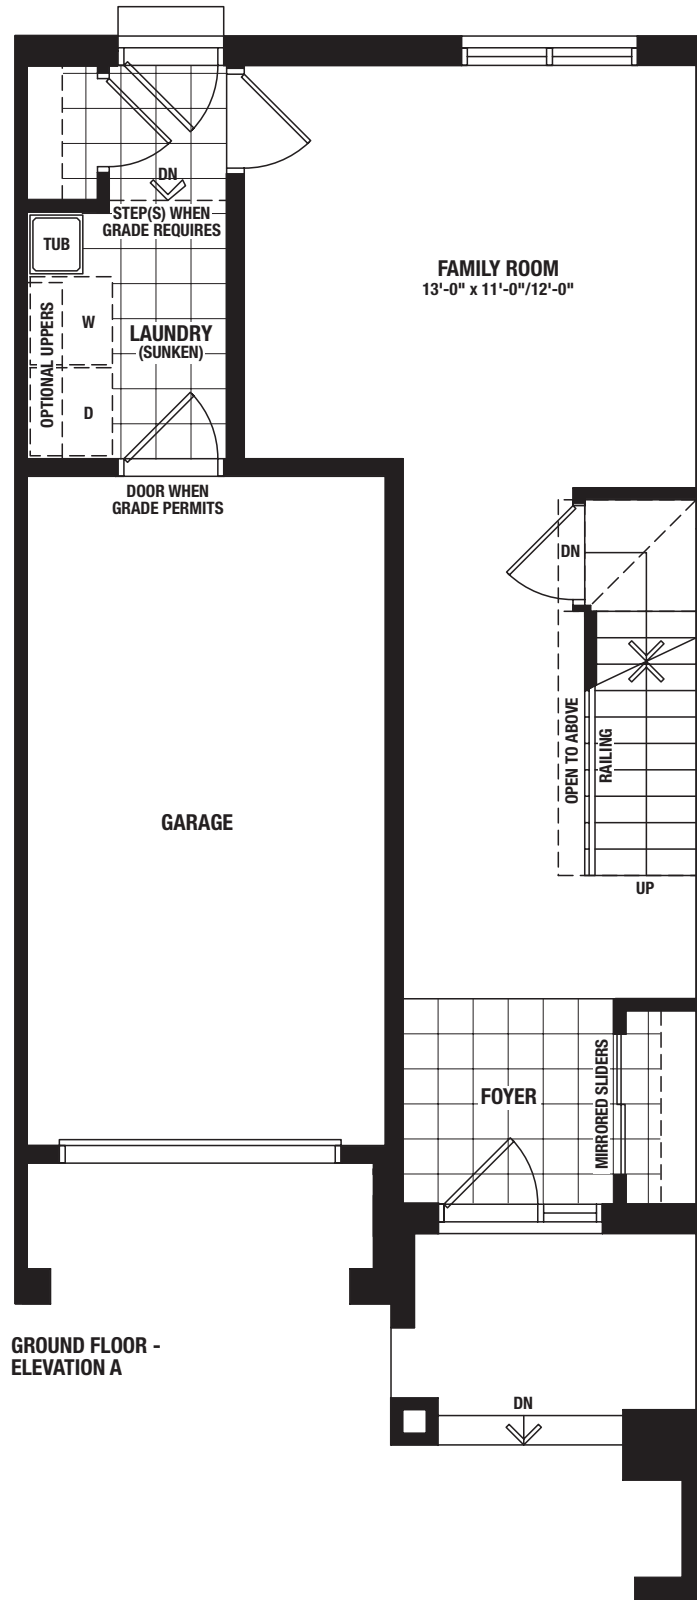 DN
STEP(S) WHEN
GRADE REQUIRES
TUB
FAMILY ROOM
13'-0" x 11'-0"/12'-0"
OPTIONAL UPPERS
W
LAUNDRY
(SUNKEN)
D
DOOR WHEN
GRADE PERMITS
DN
OPEN TO ABOVE
RAILING
GARAGE
UP
FOYER
MIRRORED SLIDERS
GROUND FLOOR -
ELEVATION A
DN